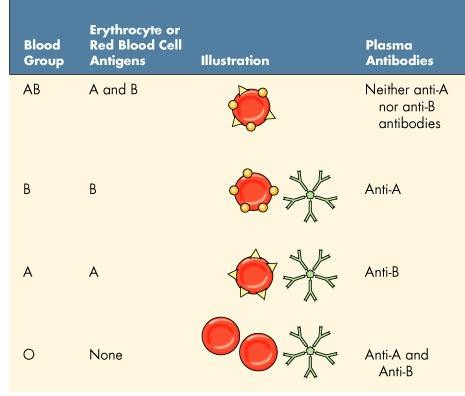 Blood Group
Erythrocyte or Red Blood Cell Antigens
Illustration
Plasma Antibodies
AB
A and B
Neither anti-A
nor anti-B
antibodies
B
B
Anti-A
A
A
Anti-B
O
None
Anti-A and
Anti-B